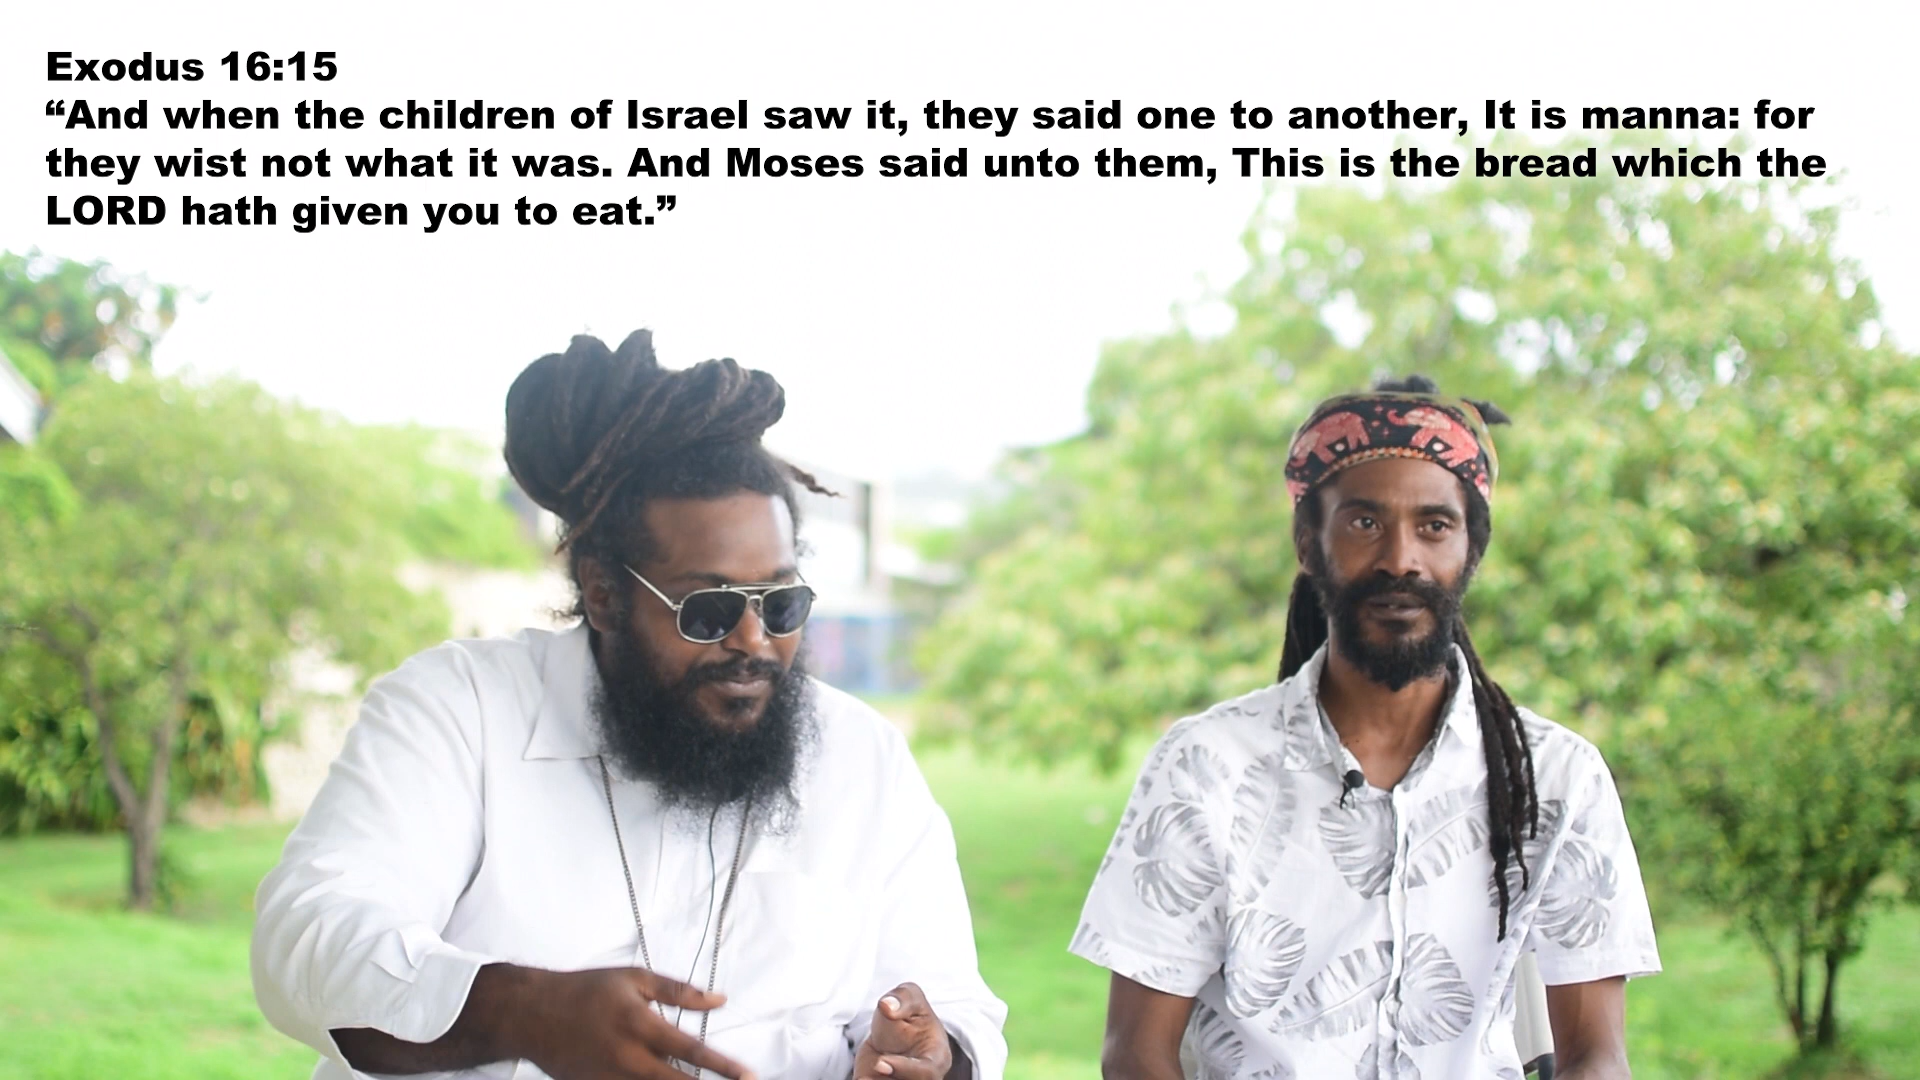 Exodus 16:15
“And when the children of Israel saw it, they said one to another, It is manna: for
they wist not what it was. And Moses said unto them, This is the bread which the
LORD hath given you to eat.”